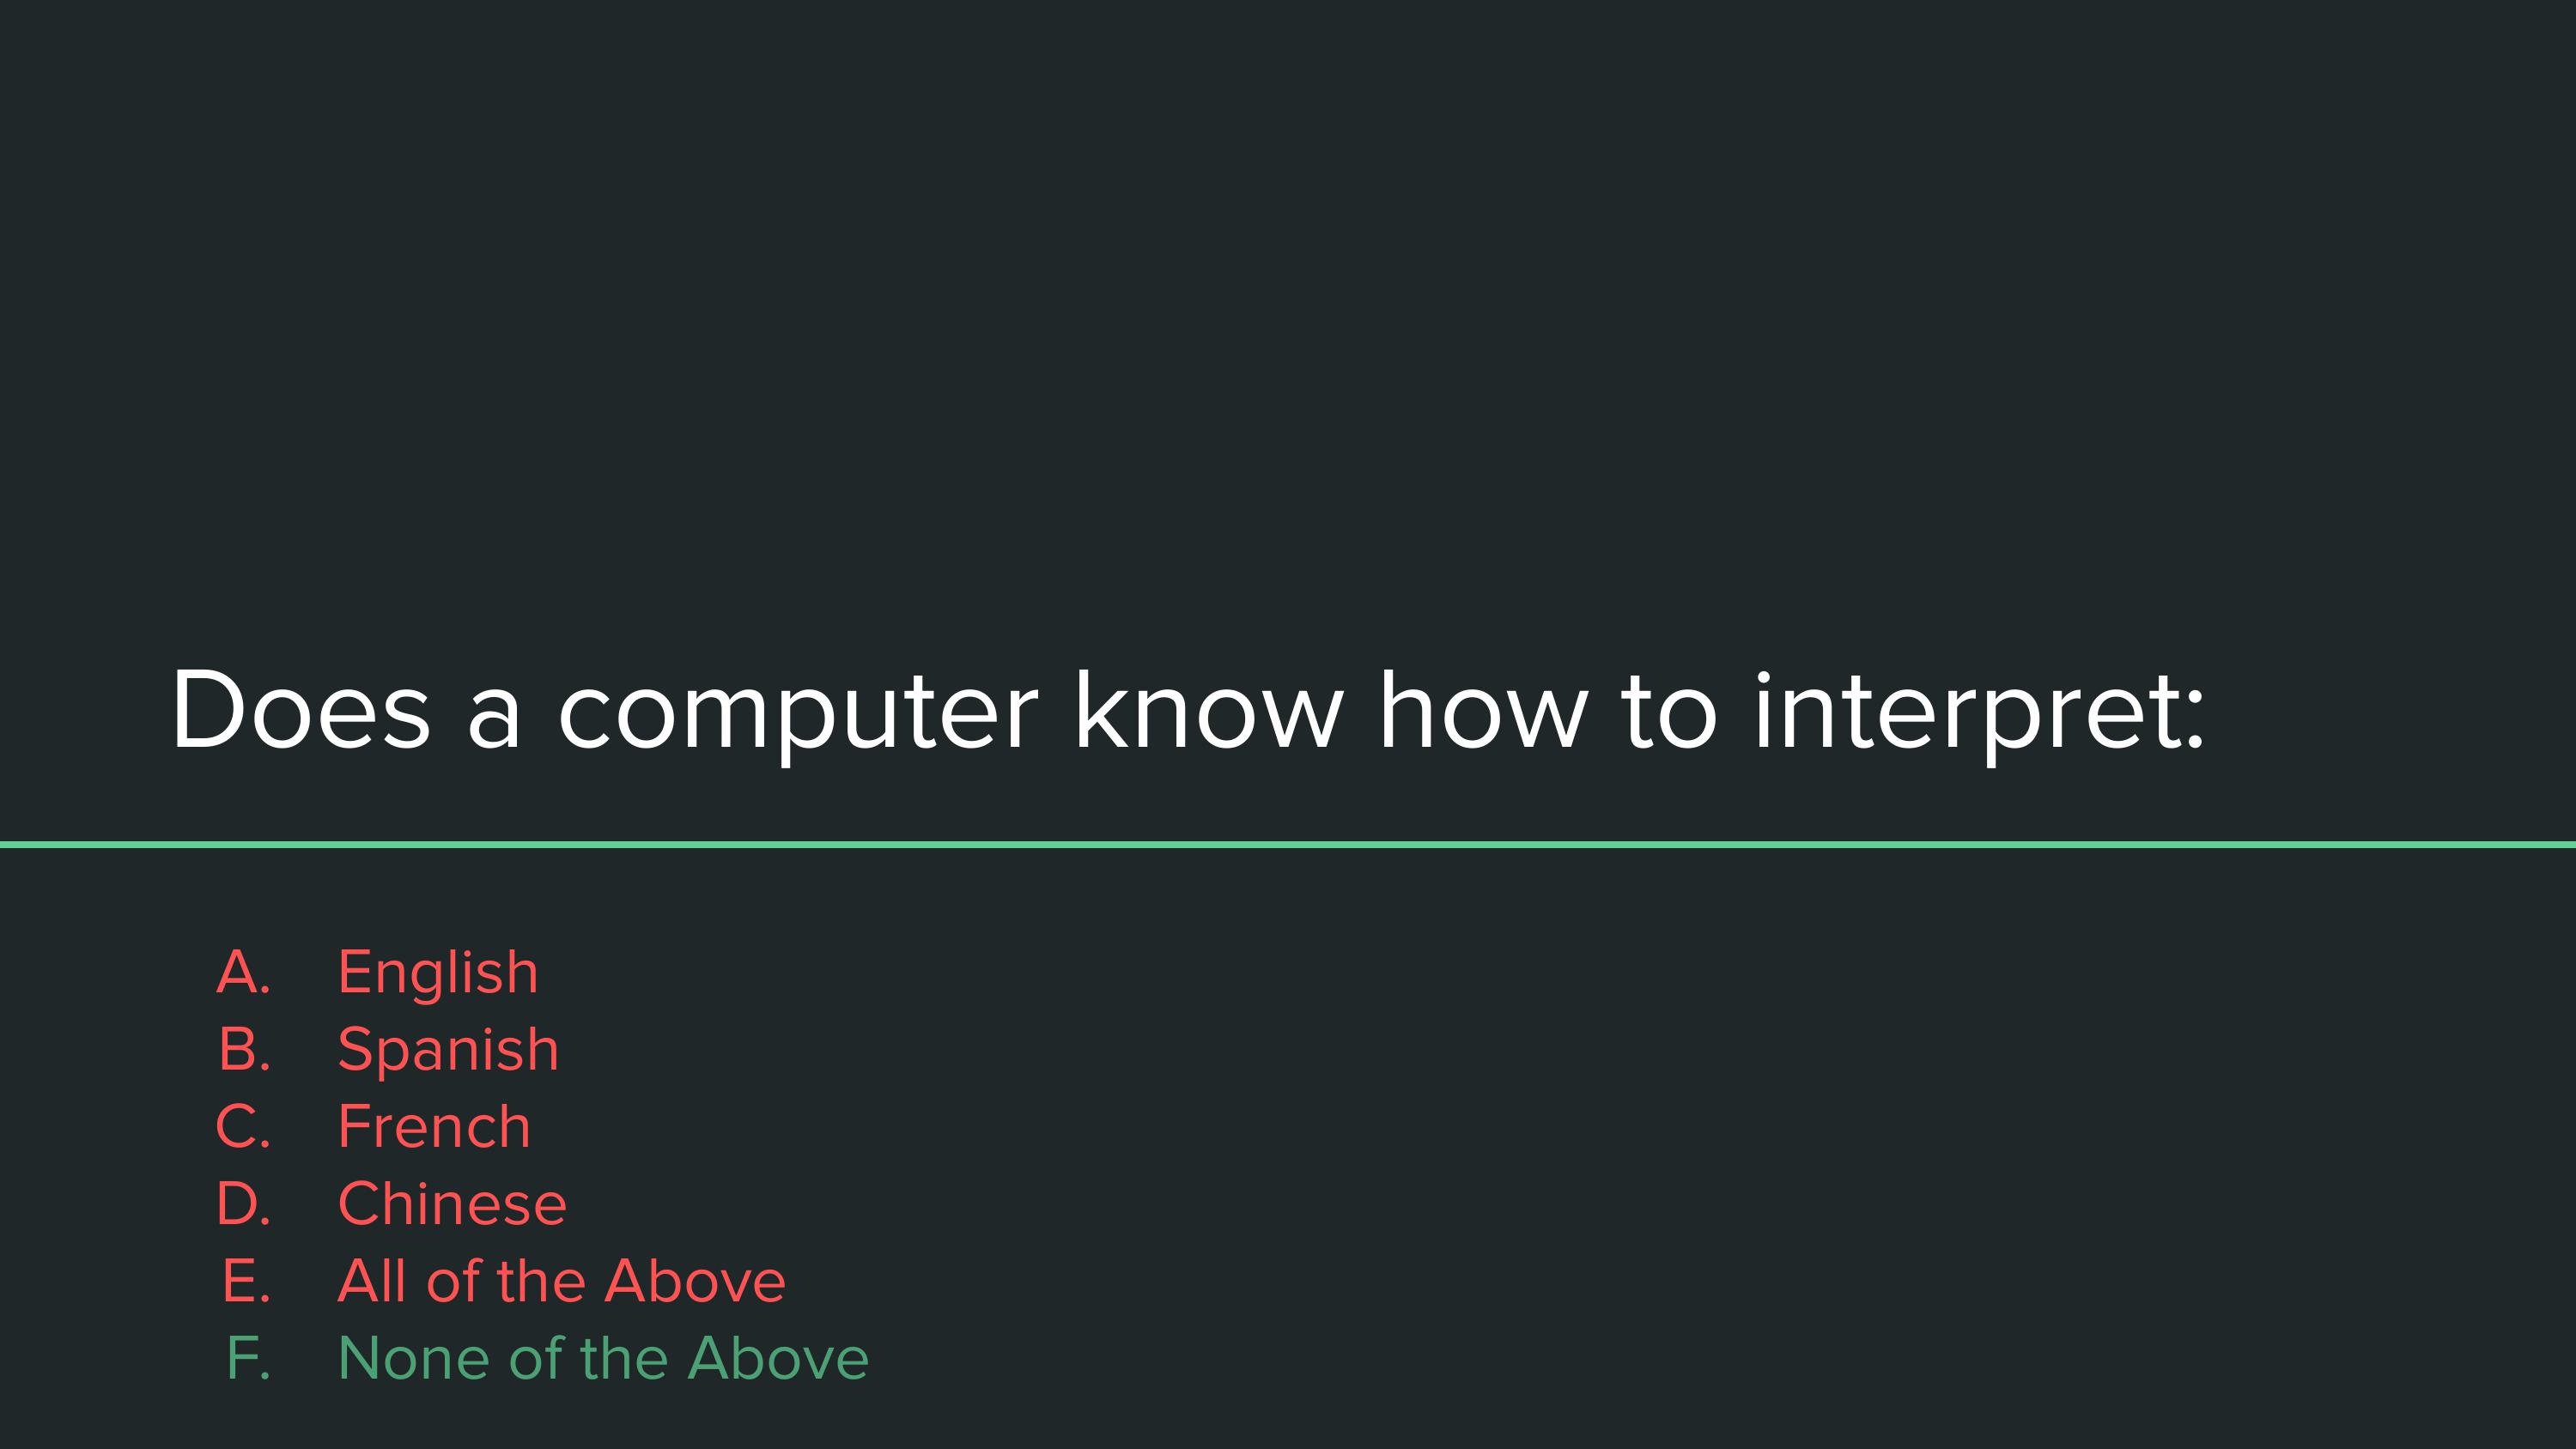 Does a computer know how to interpret:
A. English
B. Spanish
C. French
D. Chinese
E. All of the Above
F. None of the Above